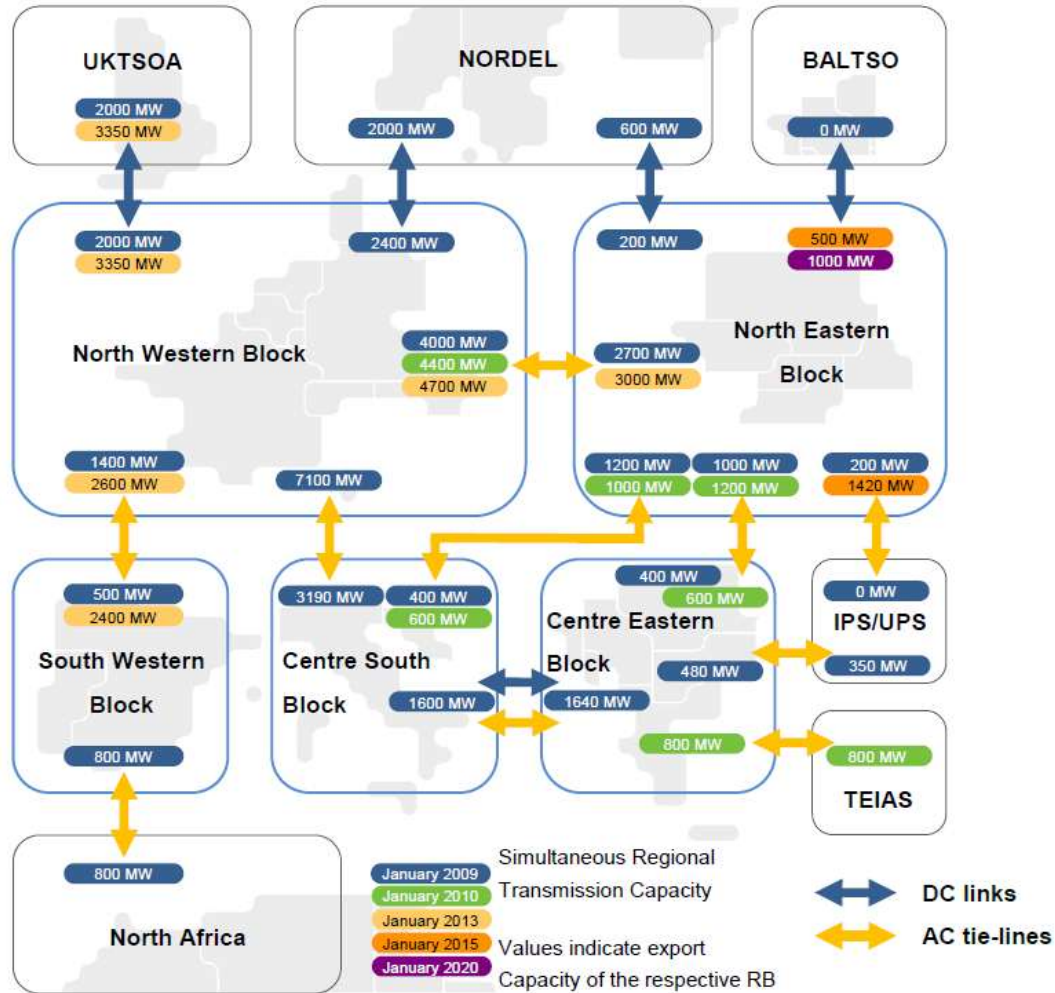 UKTSOA
NORDEL
BALTSO
2000 MW
3350 MW
2000 MW
600 MW
0 MW
2000 MW
3350 MW
2400 MW
200 MW
500 MW
1000 MW
North Western Block
4000 MW
4400 MW
4700 MW
2700 MW
3000 MW
North Eastern
Block
1400 MW
2600 MW
7100 MW
1200 MW
1000 MW
1000 MW
1200 MW
200 MW
1420 MW
500 MW
2400 MW
South Western
Block
800 MW
3190 MW
400 MW
600 MW
Centre South
Block
1600 MW
400 MW
600 MW
Centre Eastern
Block
480 MW
1640 MW
800 MW
0 MW
IPS/UPS
350 MW
800 MW
TEIAS
800 MW
North Africa
January 2009
January 2010
January 2013
January 2015
January 2020
Simultaneous Regional
Transmission Capacity
Values indicate export
Capacity of the respective RB
DC links
AC tie-lines